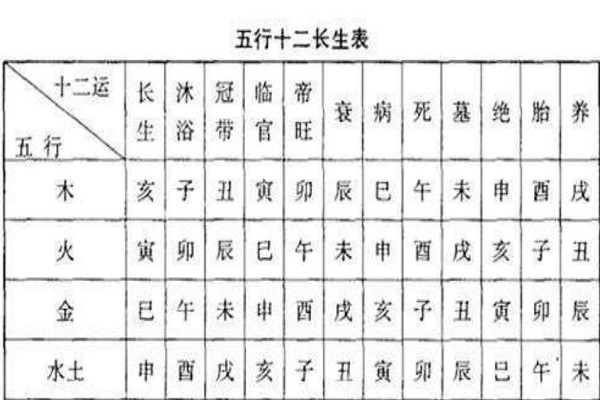 五行十二长生表
十二运 长生 沐浴 冠带 临官 帝旺 衰 病 死 墓 绝 胎 养
五行
木 亥 子 丑 寅 卯 辰 巳 午 未 申 酉 戌
火 寅 卯 辰 巳 午 未 申 酉 戌 亥 子 丑
金 巳 午 未 申 酉 戌 亥 子 丑 寅 卯 辰
水土 申 酉 戌 亥 子 丑 寅 卯 辰 巳 午 未